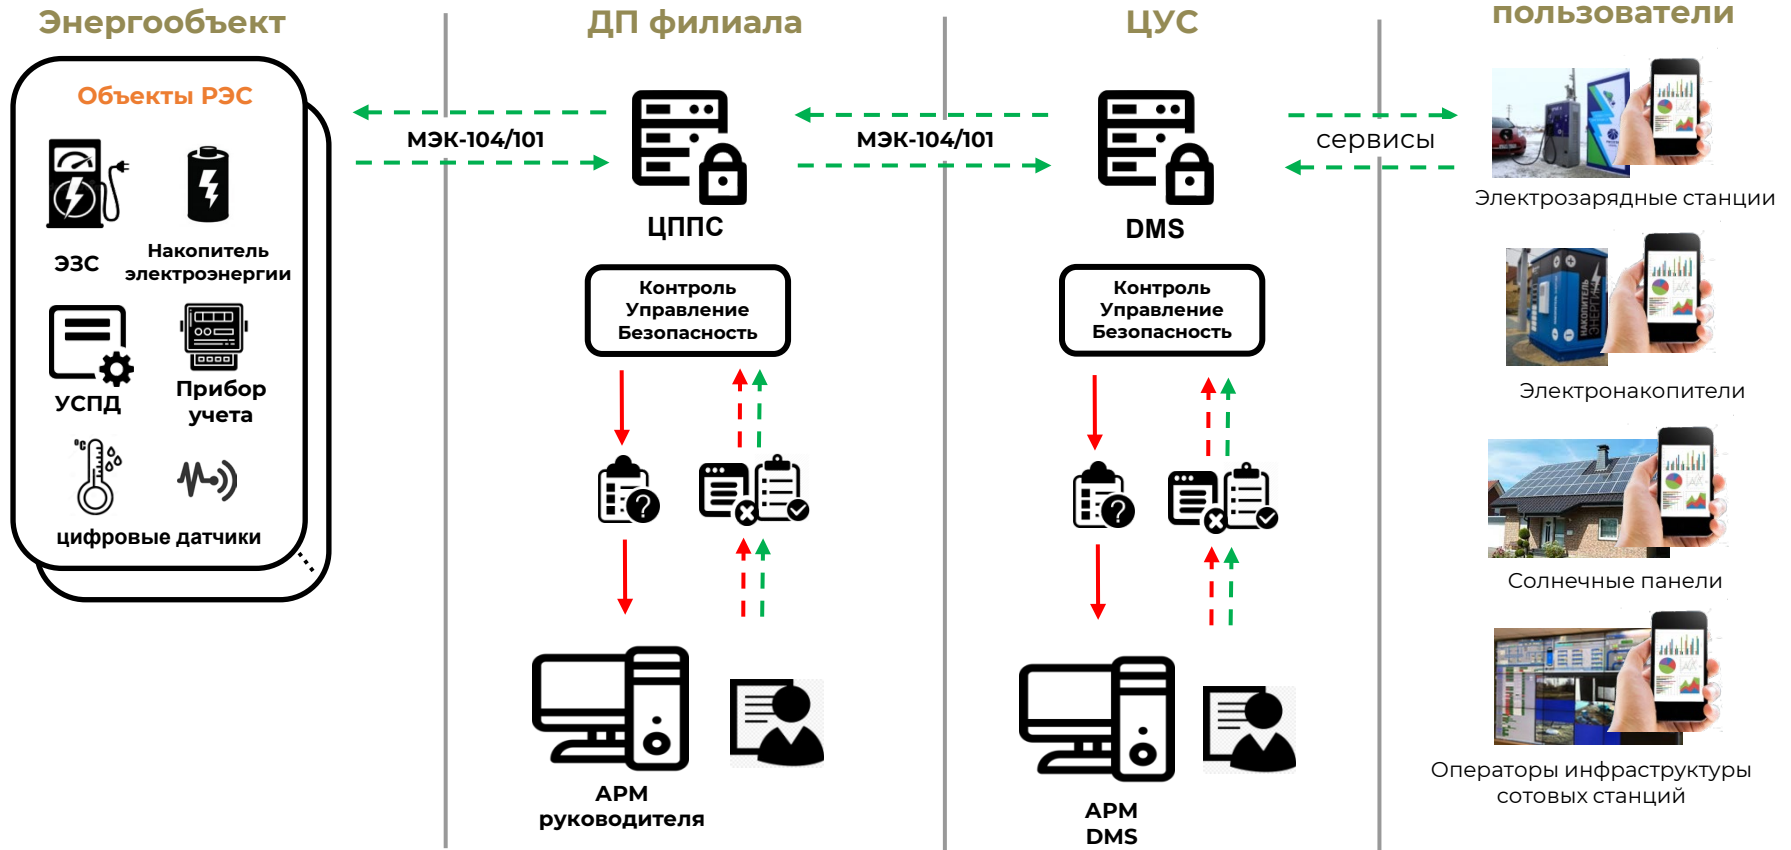 Энергообъект
ДП филиала
ЦУС
пользователи
Объекты РЭС
ЭЗС
Накопитель
электроэнергии
УСПД
Прибор
учета
°C
цифровые датчики
МЭК-104/101
ЦППС
Контроль
Управление
Безопасность
?
АРМ
руководителя
МЭК-104/101
DMS
Контроль
Управление
Безопасность
?
АРМ
DMS
сервисы
Электрозарядные станции
НАКОПИТЕЛЬ
ЭНЕРГИИ
Электронакопители
Солнечные панели
Операторы инфраструктуры
сотовых станций